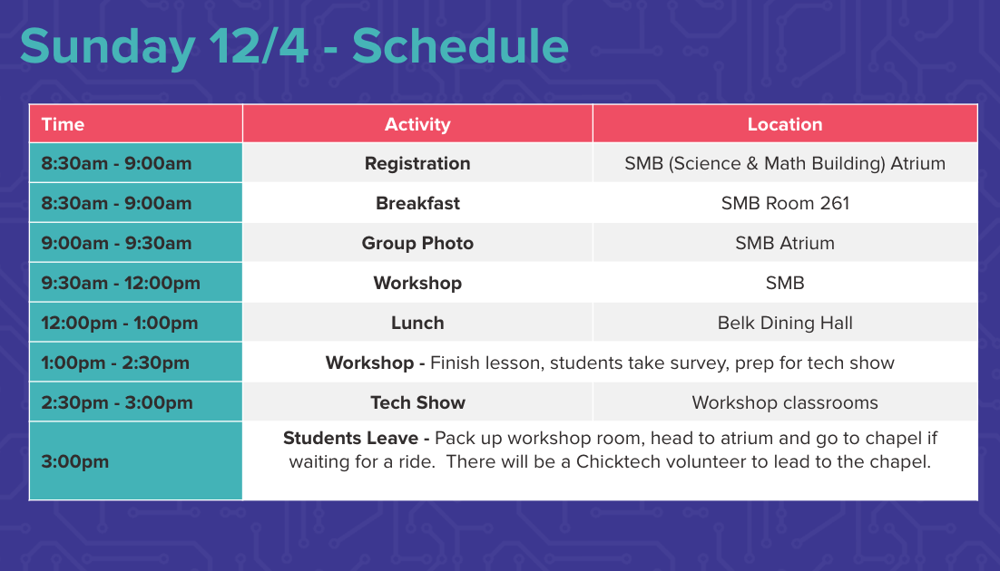 Sunday 12/4 - Schedule
Time Activity Location
8:30am - 9:00am Registration SMB (Science & Math Building) Atrium
8:30am - 9:00am Breakfast SMB Room 261
9:00am - 9:30am Group Photo SMB Atrium
9:30am - 12:00pm Workshop SMB
12:00pm - 1:00pm Lunch Belk Dining Hall
1:00pm - 2:30pm Workshop - Finish lesson, students take survey, prep for tech show
2:30pm - 3:00pm Tech Show Workshop classrooms
3:00pm Students Leave - Pack up workshop room, head to atrium and go to chapel if
waiting for a ride.  There will be a Chicktech volunteer to lead to the chapel.